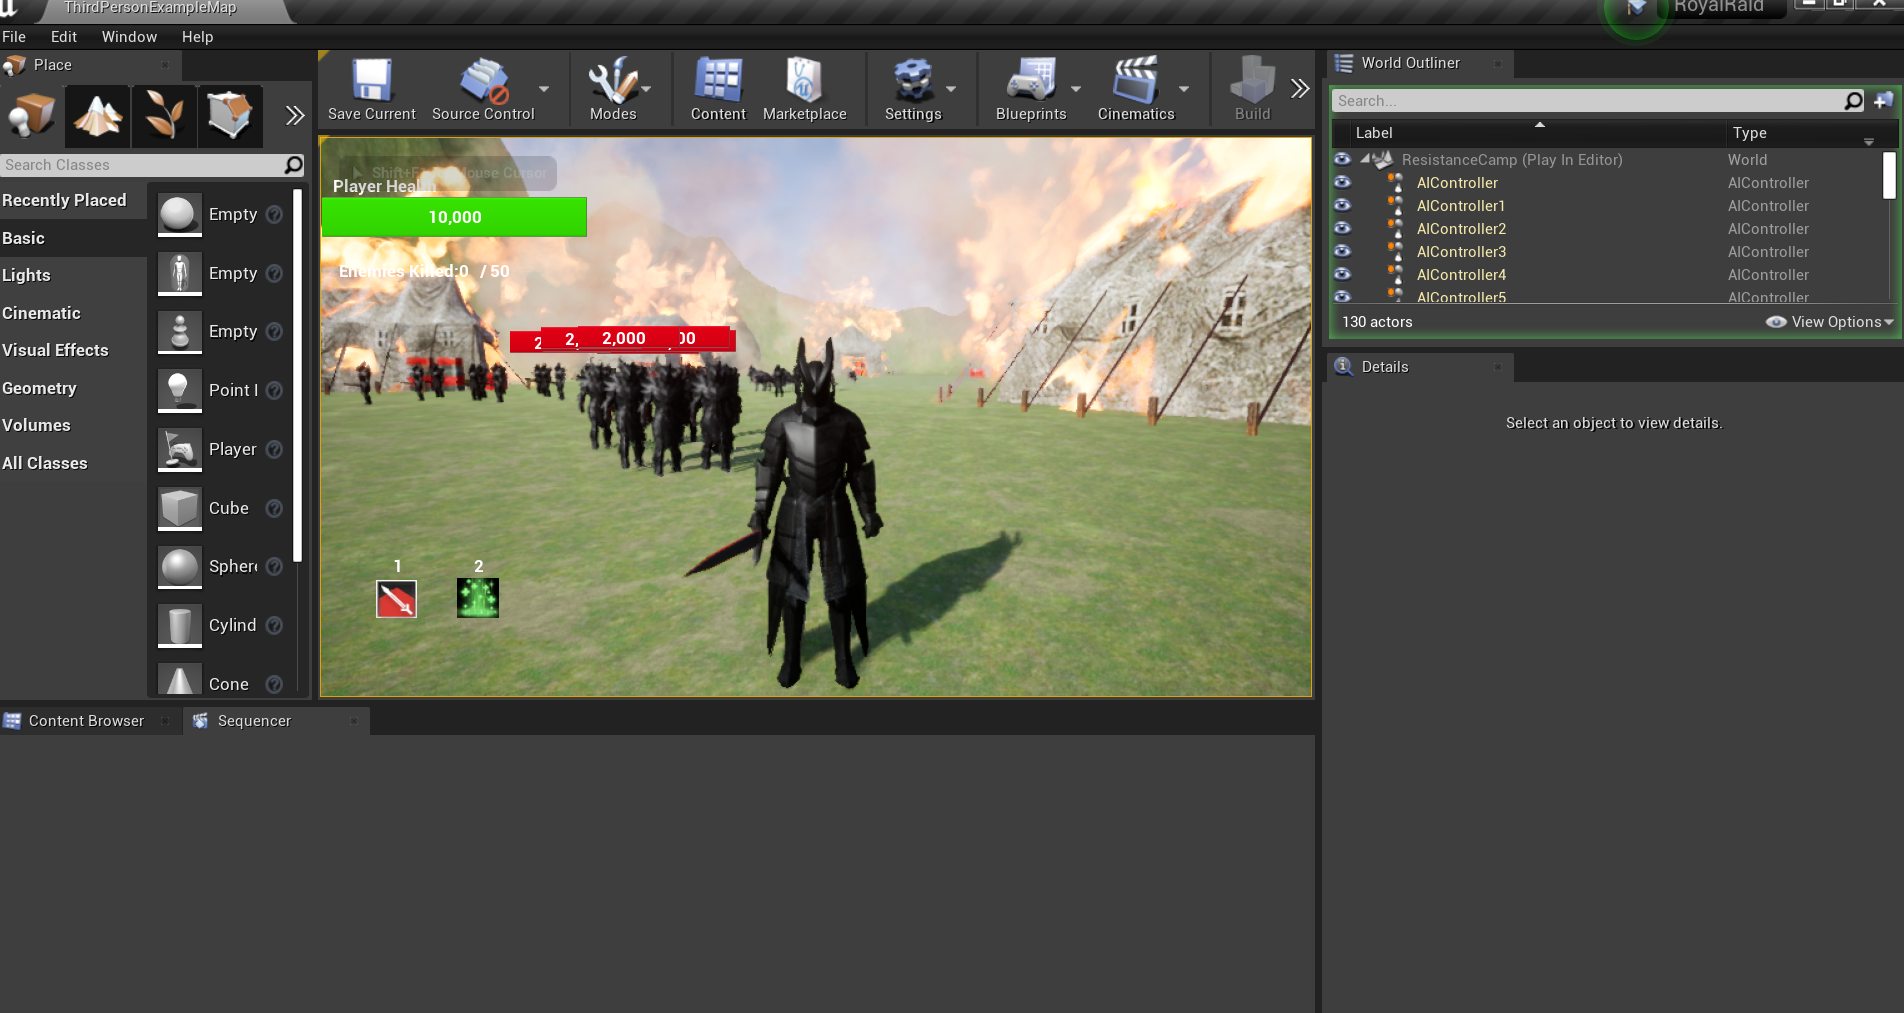 ThirdPersonExampleMap
RoyalRaid
File Edit Window Help
Place
Search Classes
Recently Placed
Basic
Lights
Cinematic
Visual Effects
Geometry
Volumes
All Classes
Empty
Empty
Empty
Point
Player
Cube
Sphere
Cylind
Cone
Save Current
Source Control
Modes
Content
Marketplace
Settings
Blueprints
Cinematics
Build
Mouse Cursor
Player Health
10,000
Enemies Killed:0 / 50
2 2, 2,000 ,00
1 2
World Outliner
Search...
Label Type
ResistanceCamp (Play In Editor) World
AIController AIController
AIController1 AIController
AIController2 AIController
AIController3 AIController
AIController4 AIController
AIController5 AIController
130 actors View Options
Details
Select an object to view details.
Content Browser
Sequencer